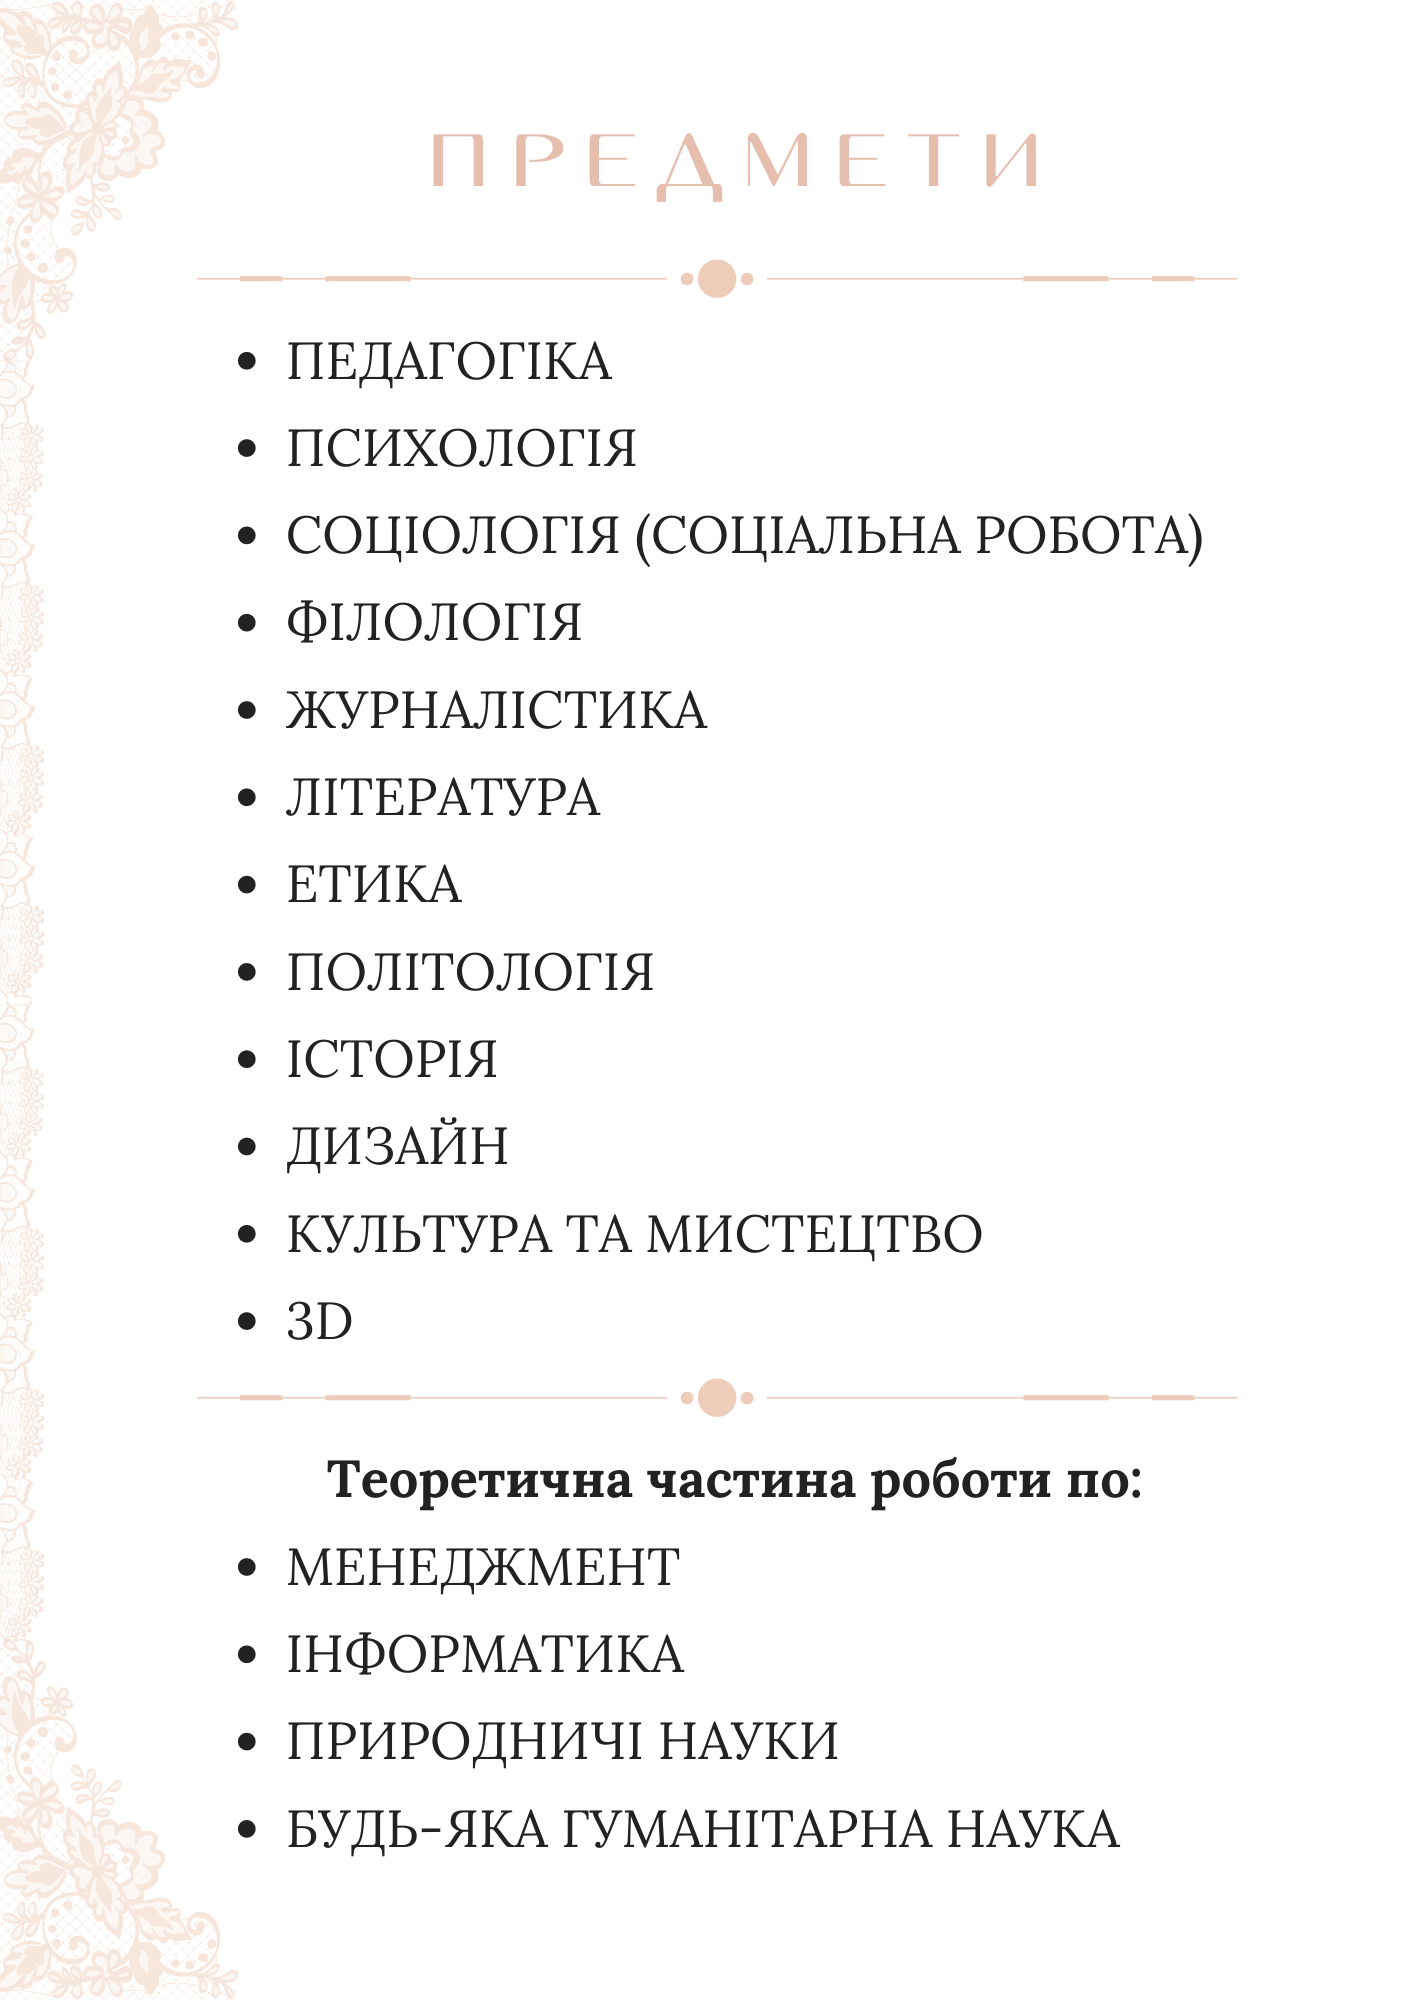 ПРЕДМЕТИ
• ПЕДАГОГІКА
• ПСИХОЛОГІЯ
• СОЦІОЛОГІЯ (СОЦІАЛЬНА РОБОТА)
• ФІЛОЛОГІЯ
• ЖУРНАЛІСТИКА
• ЛІТЕРАТУРА
• ЕТИКА
• ПОЛІТОЛОГІЯ
• ІСТОРІЯ
• ДИЗАЙН
• КУЛЬТУРА ТА МИСТЕЦТВО
• 3D
Теоретична частина роботи по:
• МЕНЕДЖМЕНТ
• ІНФОРМАТИКА
• ПРИРОДНИЧІ НАУКИ
• БУДЬ-ЯКА ГУМАНІТАРНА НАУКА